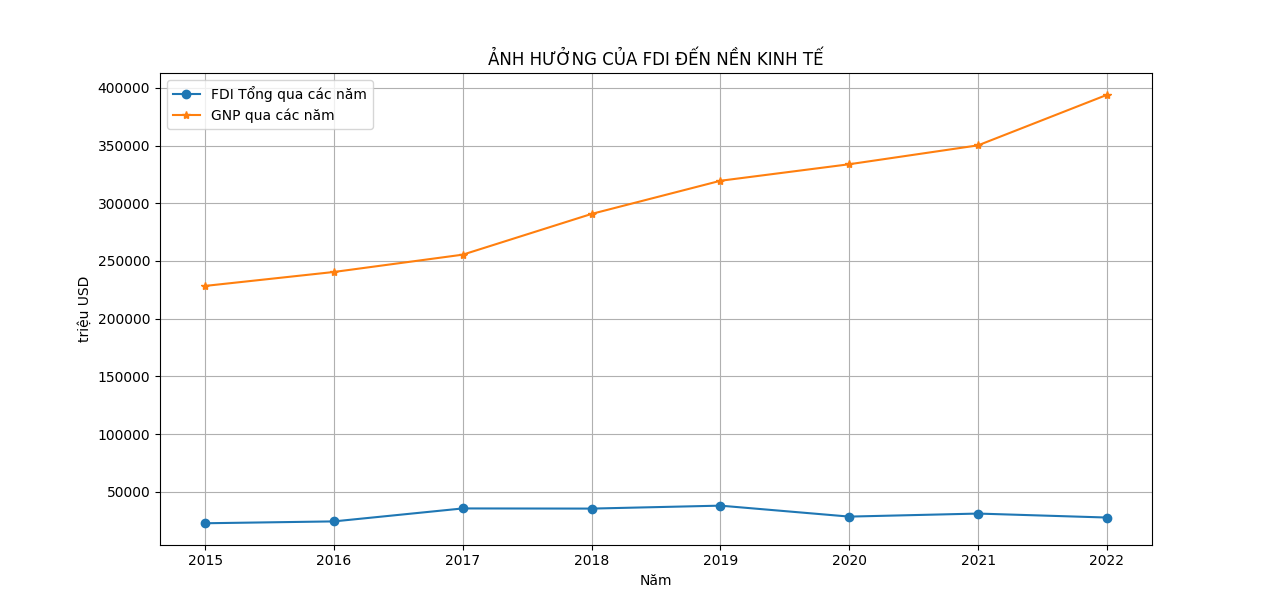 ẢNH HƯỞNG CỦA FDI ĐẾN NỀN KINH TẾ
FDI Tổng qua các năm
GNP qua các năm
triệu USD
400000
350000
300000
250000
200000
150000
100000
50000
2015 2016 2017 2018 2019 2020 2021 2022
Năm